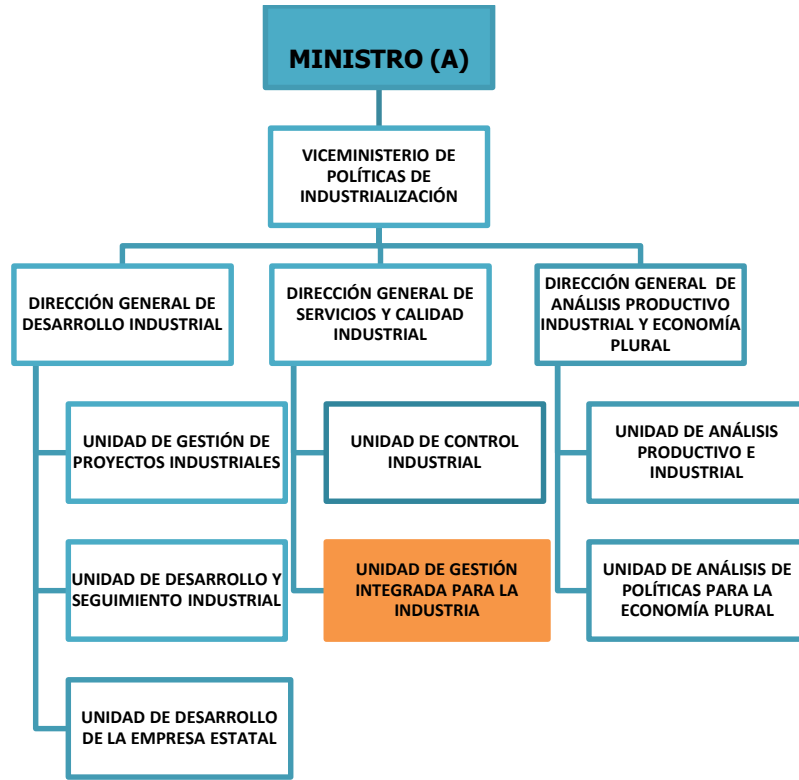 MINISTRO (A)
VICEMINISTERIO DE
POLÍTICAS DE
INDUSTRIALIZACIÓN
DIRECCIÓN GENERAL DE
DESARROLLO INDUSTRIAL
DIRECCIÓN GENERAL DE
SERVICIOS Y CALIDAD
INDUSTRIAL
DIRECCIÓN GENERAL DE
ANÁLISIS PRODUCTIVO
INDUSTRIAL Y ECONOMÍA
PLURAL
UNIDAD DE GESTIÓN DE
PROYECTOS INDUSTRIALES
UNIDAD DE CONTROL
INDUSTRIAL
UNIDAD DE ANÁLISIS
PRODUCTIVO E
INDUSTRIAL
UNIDAD DE DESARROLLO Y
SEGUIMIENTO INDUSTRIAL
UNIDAD DE GESTIÓN
INTEGRADA PARA LA
INDUSTRIA
UNIDAD DE ANÁLISIS DE
POLÍTICAS PARA LA
ECONOMÍA PLURAL
UNIDAD DE DESARROLLO
DE LA EMPRESA ESTATAL